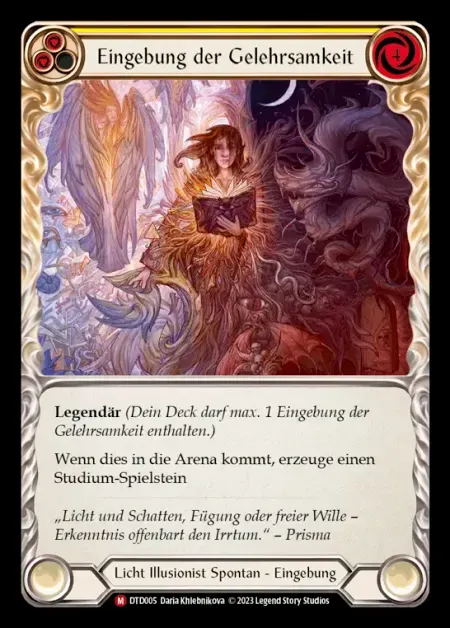 Eingebung der Gelehrsamkeit
4
Legendär (Dein Deck darf max. 1 Eingebung der
Gelehrsamkeit enthalten.)
Wenn dies in die Arena kommt, erzeuge einen
Studium-Spielstein
„Licht und Schatten, Fügung oder freier Wille –
Erkenntnis offenbart den Irrtum.“ – Prisma
Licht Illusionist Spontan - Eingebung
M DTD005 Daria Khlebnikova © 2023 Legend Story Studios